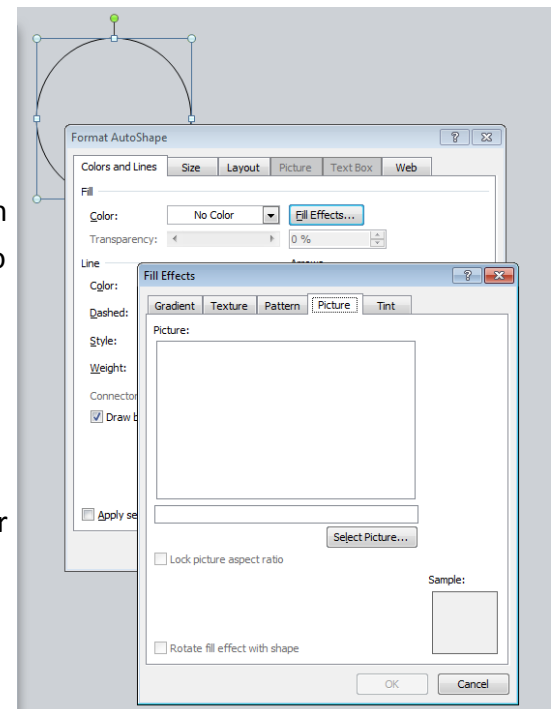 Format AutoShape
Colors and Lines Size Layout Picture Text Box Web
Fill
Color: No Color Fill Effects...
Transparency: 0 %
Line
Color:
Dashed:
Style:
Weight:
Connector
Draw b
Apply se
Fill Effects
Gradient Texture Pattern Picture Tint
Picture:
Select Picture...
Lock picture aspect ratio
Sample:
Rotate fill effect with shape
OK Cancel